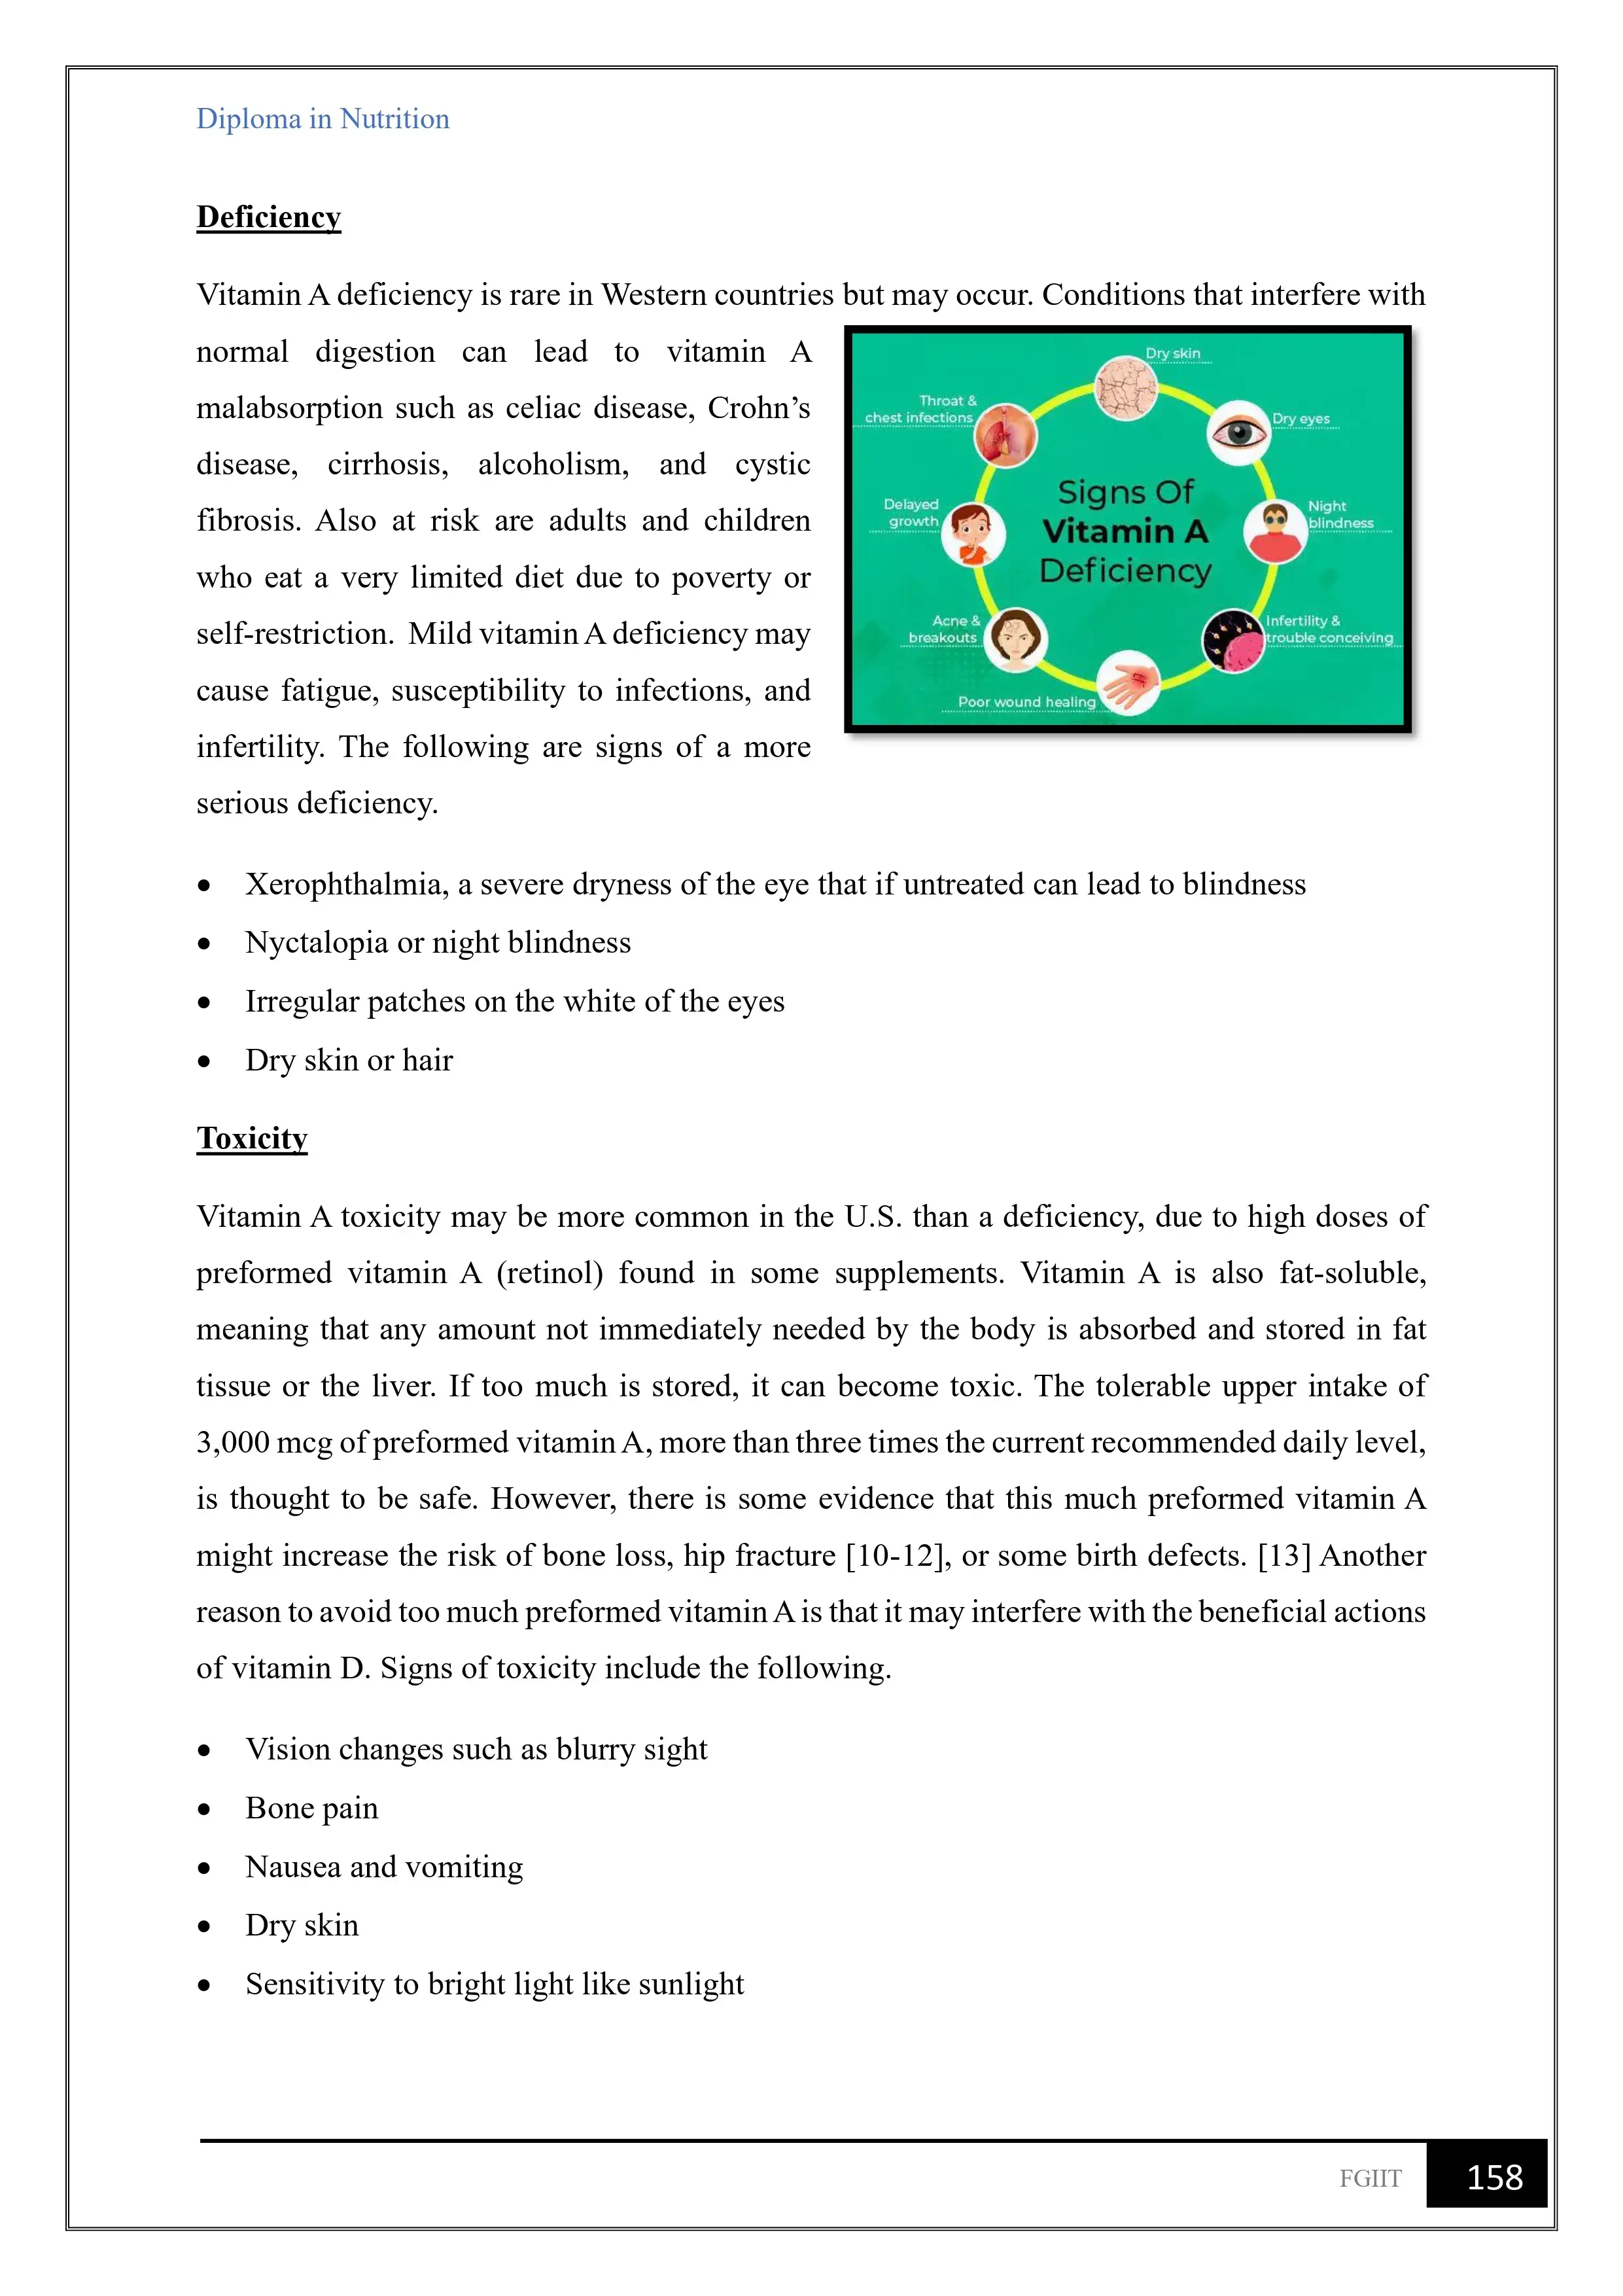 Diploma in Nutrition
Deficiency
Vitamin A deficiency is rare in Western countries but may occur. Conditions that interfere with
normal digestion can lead to vitamin A
malabsorption such as celiac disease, Crohn’s
disease, cirrhosis, alcoholism, and cystic
fibrosis. Also at risk are adults and children
who eat a very limited diet due to poverty or
self-restriction.  Mild vitamin A deficiency may
cause fatigue, susceptibility to infections, and
infertility. The following are signs of a more
serious deficiency.
Signs Of
Vitamin A
Deficiency
Dry skin
Dry eyes
Night
blindness
Infertility &
trouble conceiving
Poor wound healing
Acne &
breakouts
Delayed
growth
Throat &
chest infections
• Xerophthalmia, a severe dryness of the eye that if untreated can lead to blindness
• Nyctalopia or night blindness
• Irregular patches on the white of the eyes
• Dry skin or hair
Toxicity
Vitamin A toxicity may be more common in the U.S. than a deficiency, due to high doses of
preformed vitamin A (retinol) found in some supplements. Vitamin A is also fat-soluble,
meaning that any amount not immediately needed by the body is absorbed and stored in fat
tissue or the liver. If too much is stored, it can become toxic. The tolerable upper intake of
3,000 mcg of preformed vitamin A, more than three times the current recommended daily level,
is thought to be safe. However, there is some evidence that this much preformed vitamin A
might increase the risk of bone loss, hip fracture [10-12], or some birth defects. [13] Another
reason to avoid too much preformed vitamin A is that it may interfere with the beneficial actions
of vitamin D. Signs of toxicity include the following.
• Vision changes such as blurry sight
• Bone pain
• Nausea and vomiting
• Dry skin
• Sensitivity to bright light like sunlight
FGIIT
158